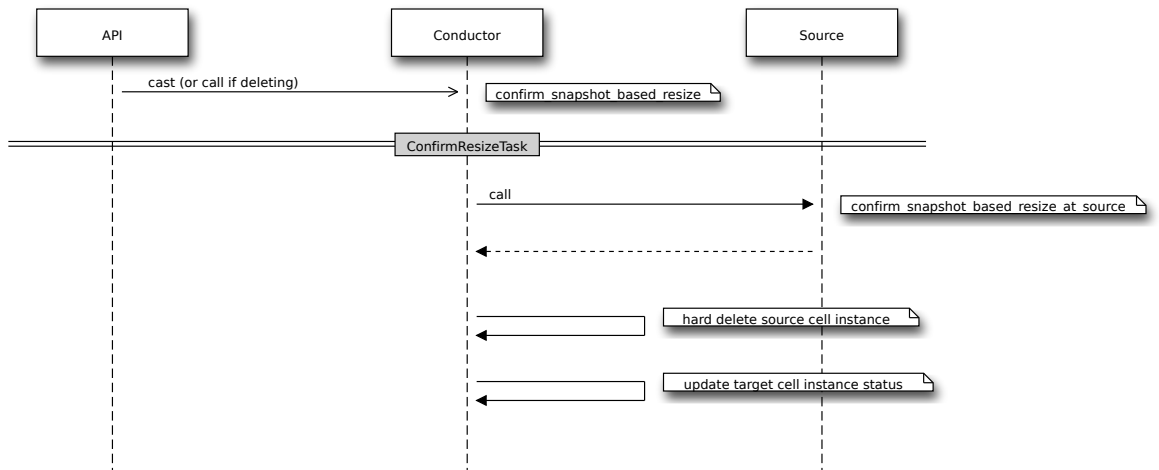 API
Conductor
Source
cast (or call if deleting)
confirm_snapshot_based_resize
ConfirmResizeTask
call
confirm_snapshot_based_resize_at_source
hard delete source cell instance
update target cell instance status